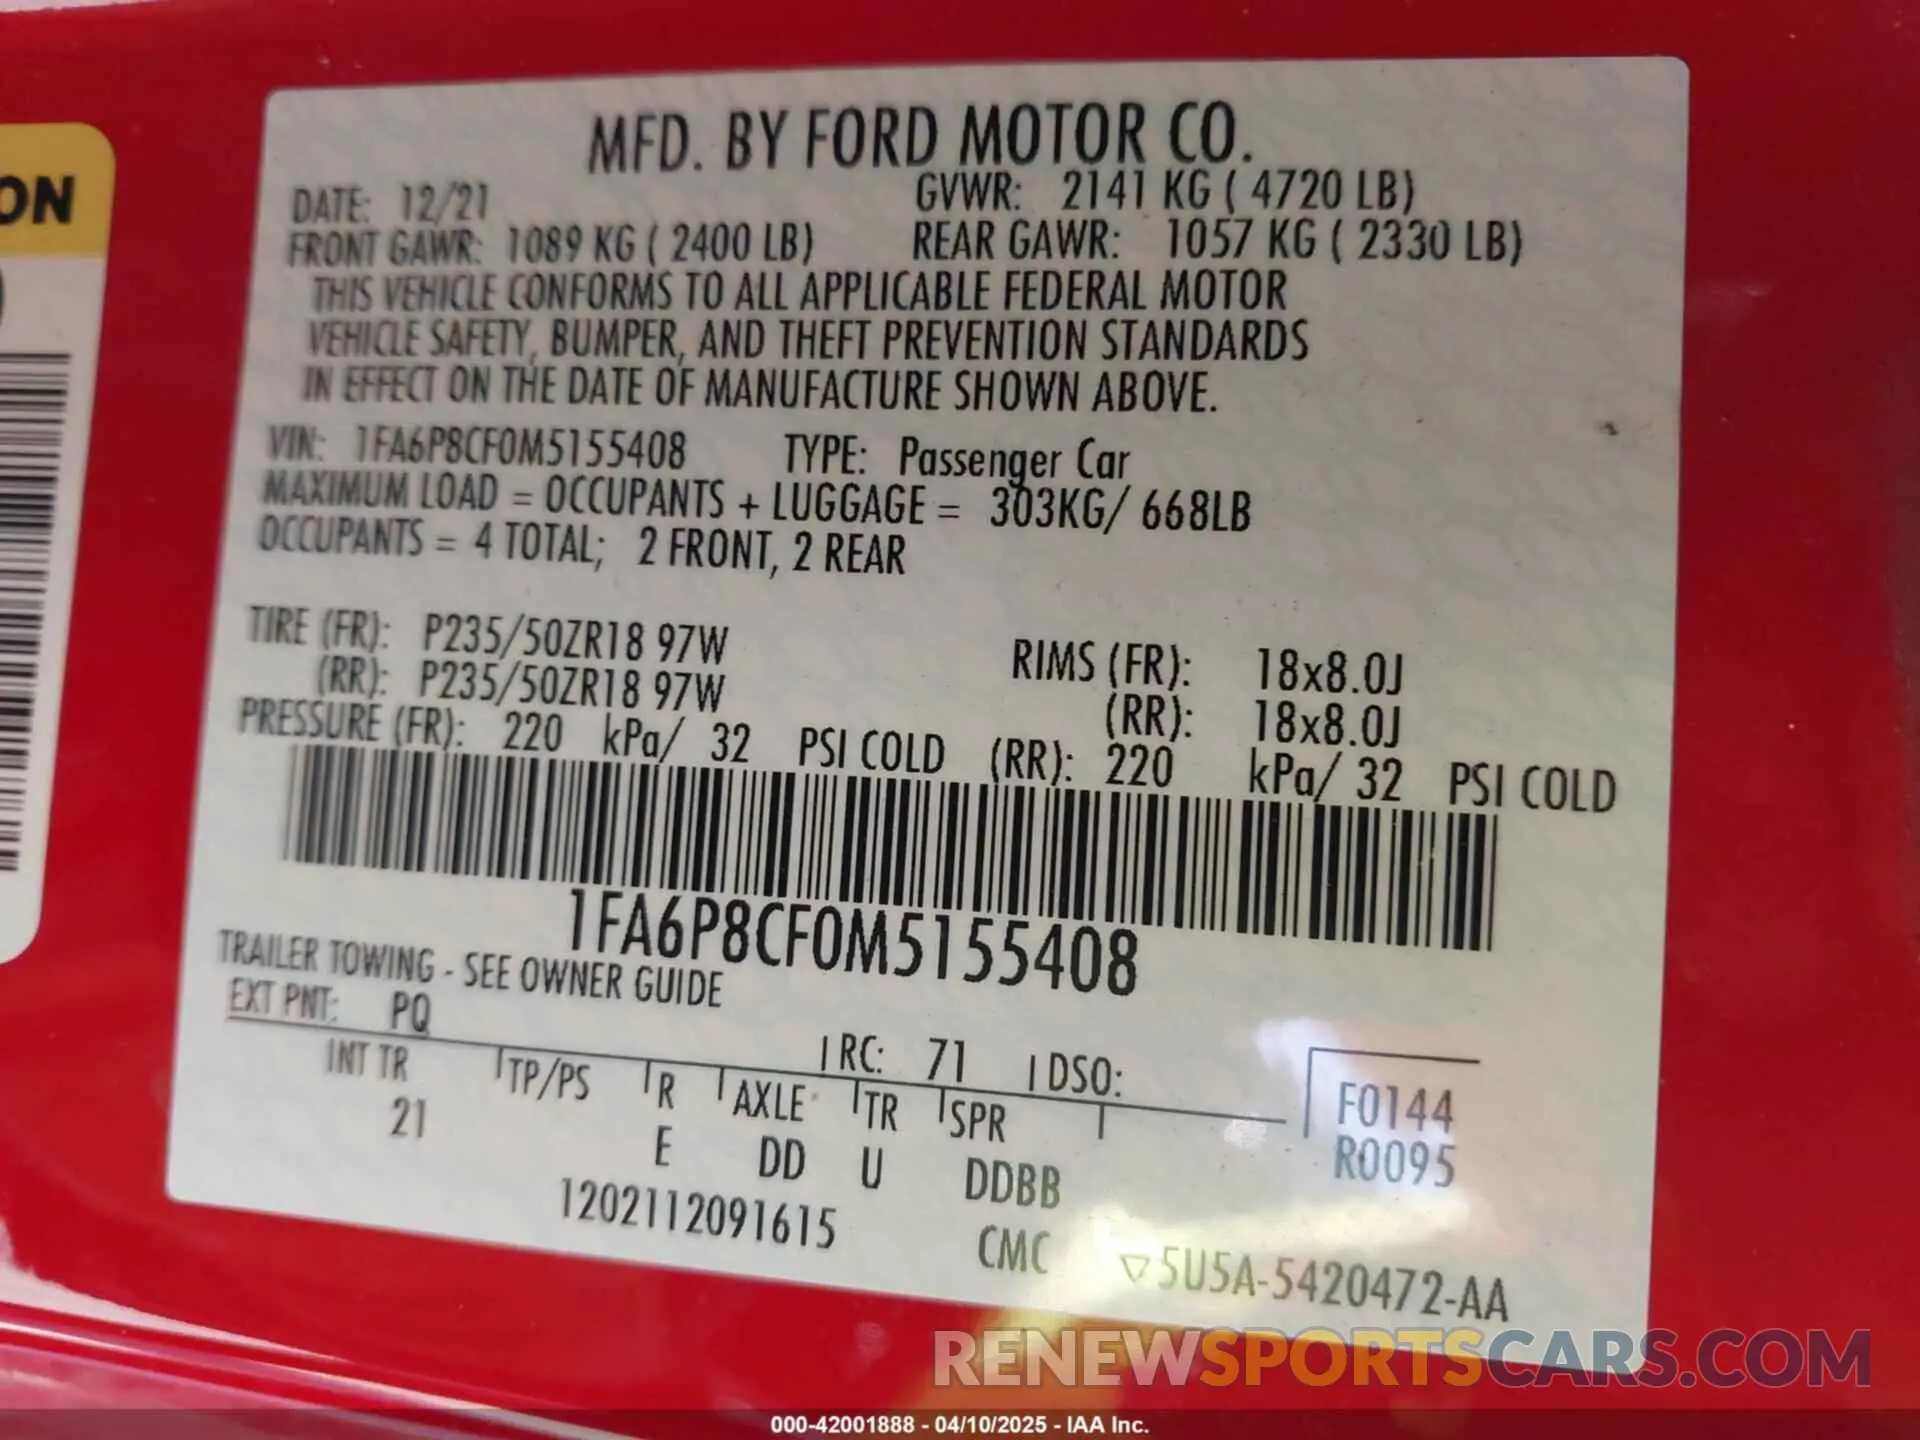 MFD. BY FORD MOTOR CO.
DATE: 12/21 GVWR: 2141 KG ( 4720 LB)
FRONT GAWR: 1089 KG ( 2400 LB) REAR GAWR: 1057 KG ( 2330 LB)
THIS VEHICLE CONFORMS TO ALL APPLICABLE FEDERAL MOTOR
VEHICLE SAFETY, BUMPER, AND THEFT PREVENTION STANDARDS
IN EFFECT ON THE DATE OF MANUFACTURE SHOWN ABOVE.
VIN: 1FA6P8CF0M5155408 TYPE: Passenger Car
MAXIMUM LOAD = OCCUPANTS + LUGGAGE = 303KG/ 668LB
OCCUPANTS = 4 TOTAL; 2 FRONT, 2 REAR
TIRE (FR): P235/50ZR18 97W RIMS (FR): 18x8.0J
(RR): P235/50ZR18 97W (RR): 18x8.0J
PRESSURE (FR): 220 kPa/ 32 PSI COLD (RR): 220 kPa/ 32 PSI COLD
1FA6P8CF0M5155408
TRAILER TOWING - SEE OWNER GUIDE
EXT PNT: PQ RC: 71 DSO:
INT TR TP/PS R AXLE TR SPR F0144
21 E DD U DDBB R0095
1202112091615 CMC ▽5U5A-5420472-AA
ON
)
RENEWSPORTSCARS.COM
000-42001888 - 04/10/2025 - IAA Inc.